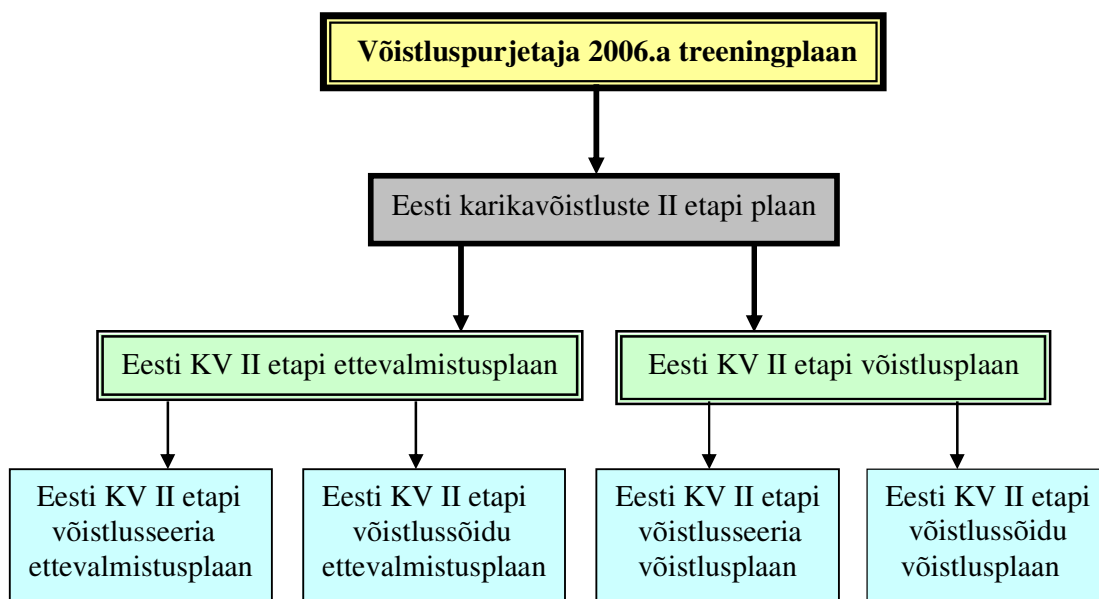 Võistluspurjetaja 2006.a treeningplaan
Eesti karikavõistluste II etapi plaan
Eesti KV II etapi ettevalmistusplaan
Eesti KV II etapi võistlusplaan
Eesti KV II etapi
võistlusseeria
ettevalmistusplaan
Eesti KV II etapi
võistlussõidu
ettevalmistusplaan
Eesti KV II etapi
võistlusseeria
võistlusplaan
Eesti KV II etapi
võistlussõidu
võistlusplaan